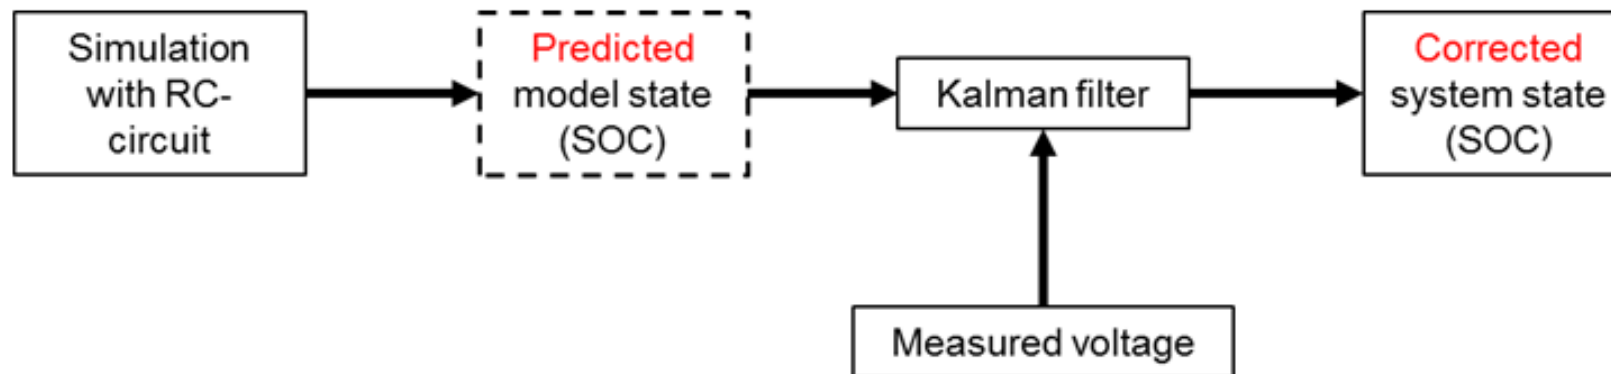 Simulation
with RC-
circuit
Predicted
model state
(SOC)
Kalman filter
Corrected
system state
(SOC)
Measured voltage